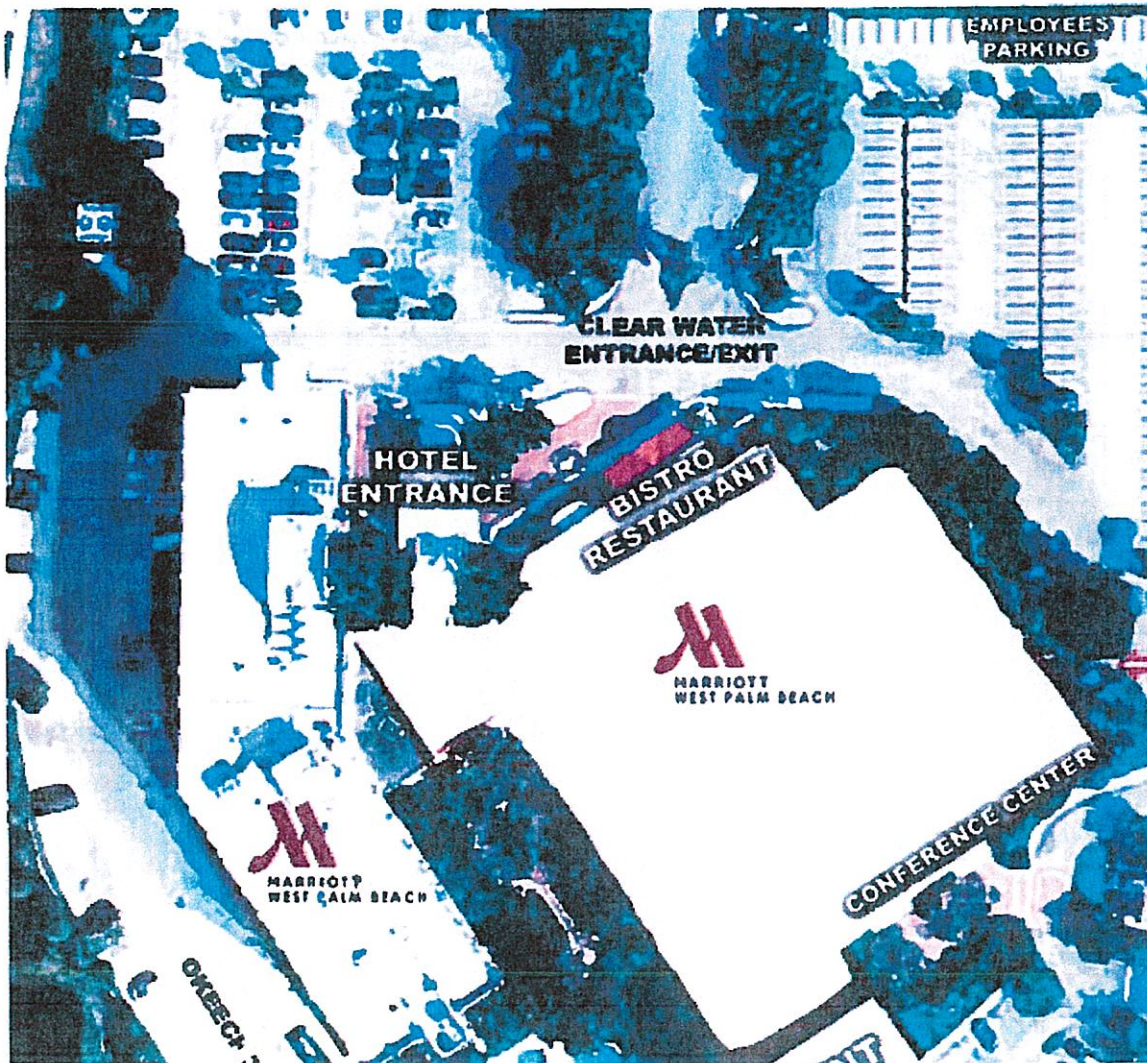 EMPLOYEES
PARKING
CLEAR WATER
ENTRANCE/EXIT
HOTEL
ENTRANCE
BISTRO
RESTAURANT
MARRIOTT
WEST PALM BEACH
CONFERENCE CENTER
MARRIOTT
WEST PALM BEACH